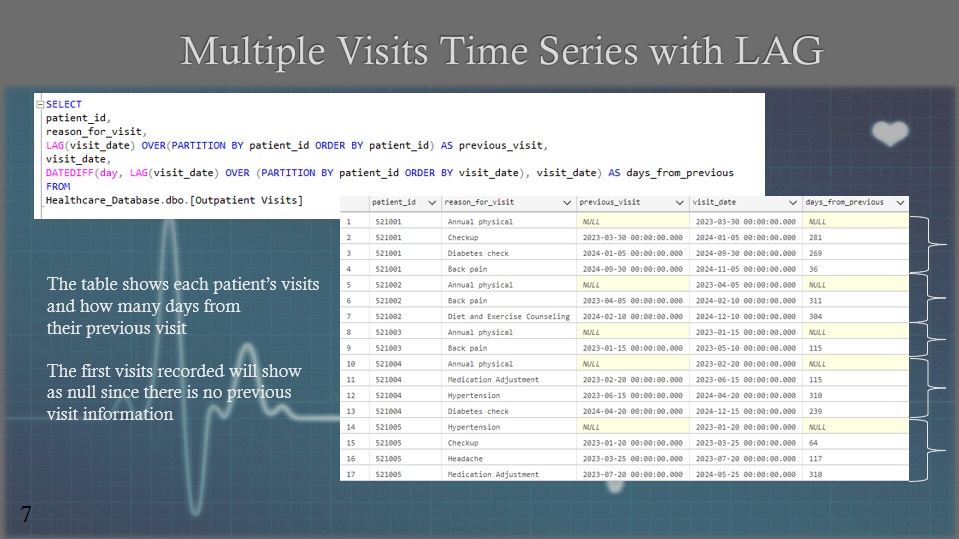 Multiple Visits Time Series with LAG
SELECT
patient_id,
reason_for_visit,
LAG(visit_date) OVER(PARTITION BY patient_id ORDER BY patient_id) AS previous_visit,
visit_date,
DATEDIFF(day, LAG(visit_date) OVER (PARTITION BY patient_id ORDER BY visit_date), visit_date) AS days_from_previous
FROM
Healthcare_Database.dbo.[Outpatient Visits]
patient_id reason_for_visit previous_visit visit_date days_from_previous
1 521001 Annual physical NULL 2023-03-30 00:00:00.000 NULL
2 521001 Checkup 2023-03-30 00:00:00.000 2024-01-05 00:00:00.000 281
3 521001 Diabetes check 2024-01-05 00:00:00.000 2024-09-30 00:00:00.000 269
4 521001 Back pain 2024-09-30 00:00:00.000 2024-11-05 00:00:00.000 36
5 521002 Annual physical NULL 2023-04-05 00:00:00.000 NULL
6 521002 Back pain 2023-04-05 00:00:00.000 2024-02-10 00:00:00.000 311
7 521002 Diet and Exercise Counseling 2024-02-10 00:00:00.000 2024-12-10 00:00:00.000 304
8 521003 Annual physical NULL 2023-01-15 00:00:00.000 NULL
9 521003 Back pain 2023-01-15 00:00:00.000 2023-05-10 00:00:00.000 115
10 521004 Annual physical NULL 2023-02-20 00:00:00.000 NULL
11 521004 Medication Adjustment 2023-02-20 00:00:00.000 2023-06-15 00:00:00.000 115
12 521004 Hypertension 2023-06-15 00:00:00.000 2024-04-20 00:00:00.000 310
13 521004 Diabetes check 2024-04-20 00:00:00.000 2024-12-15 00:00:00.000 239
14 521005 Hypertension NULL 2023-01-20 00:00:00.000 NULL
15 521005 Checkup 2023-01-20 00:00:00.000 2023-03-25 00:00:00.000 64
16 521005 Headache 2023-03-25 00:00:00.000 2023-07-20 00:00:00.000 117
17 521005 Medication Adjustment 2023-07-20 00:00:00.000 2024-05-25 00:00:00.000 310
The table shows each patient's visits
and how many days from
their previous visit
The first visits recorded will show
as null since there is no previous
visit information
7